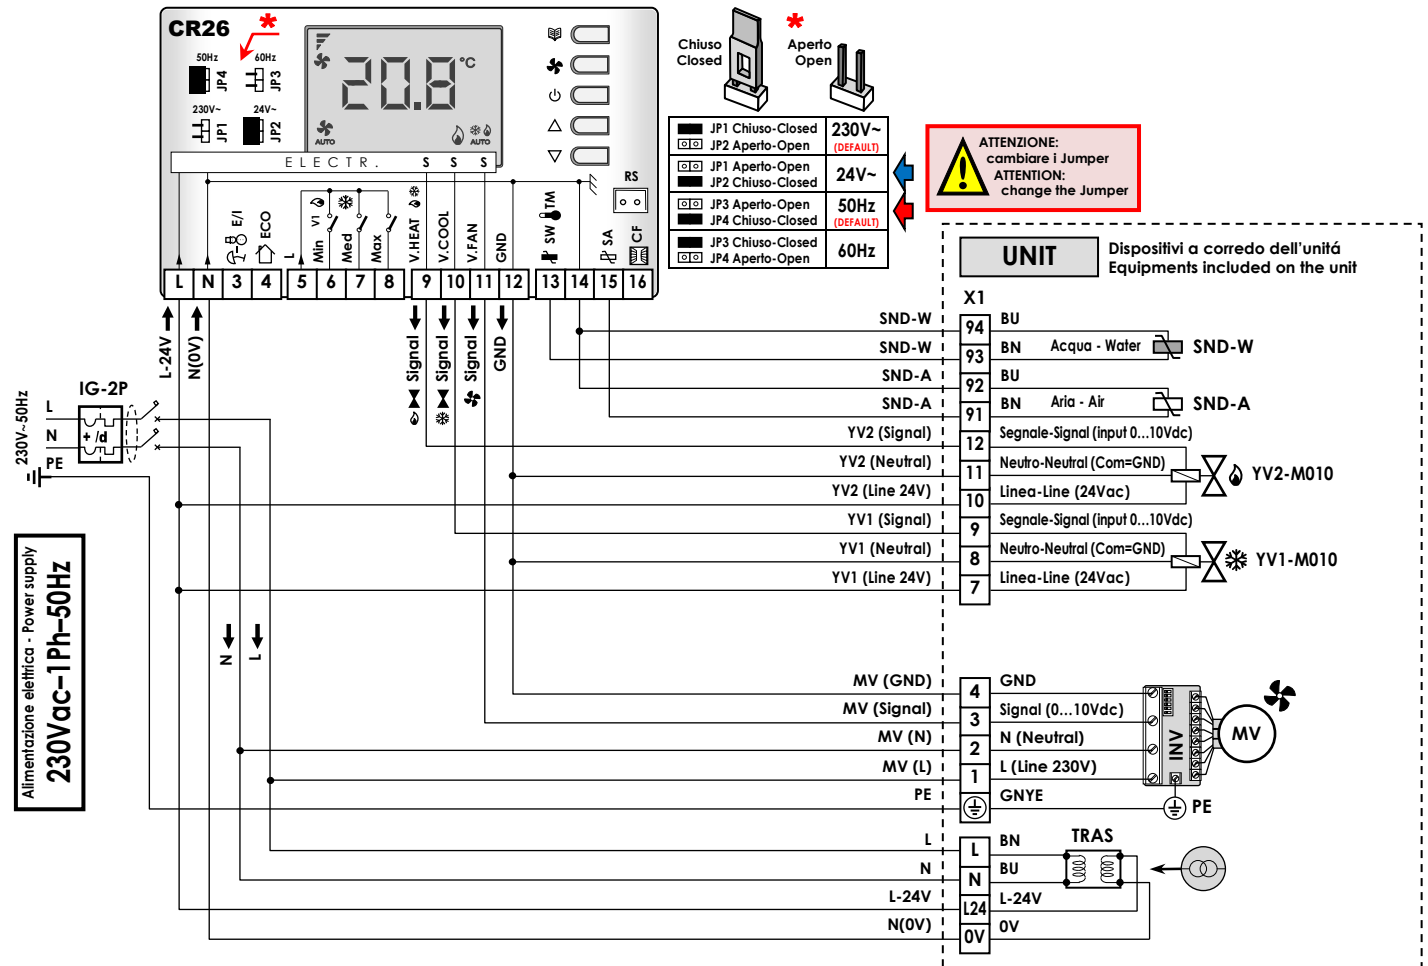 CR26
*
50Hz
60Hz
JP4
JP3
230V~
24V~
JP1
JP2
20.8 °C
AUTO
AUTO
ELECTR. S S S
RS
E/I
ECO
L
Min
V1
Med
Max
V.HEAT
V.COOL
V.FAN
GND
SW
TM
SA
CF
L N 3 4 5 6 7 8 9 10 11 12 13 14 15 16
Chiuso
Closed
*
Aperto
Open
JP1 Chiuso-Closed
JP2 Aperto-Open
230V~
(DEFAULT)
JP1 Aperto-Open
JP2 Chiuso-Closed
24V~
JP3 Aperto-Open
JP4 Chiuso-Closed
50Hz
(DEFAULT)
JP3 Chiuso-Closed
JP4 Aperto-Open
60Hz
ATTENZIONE:
cambiare i Jumper
ATTENTION:
change the Jumper
UNIT
Dispositivi a corredo dell'unitá
Equipments included on the unit
X1
L-24V
N(0V)
Signal
Signal
Signal
GND
IG-2P
230V~50Hz
L
N
PE
+ /d
Alimentazione elettrica - Power supply
230Vac–1Ph–50Hz
N
L
SND-W 94 BU
SND-W 93 BN Acqua - Water SND-W
SND-A 92 BU
SND-A 91 BN Aria - Air SND-A
YV2 (Signal) 12 Segnale-Signal (input 0...10Vdc)
YV2 (Neutral) 11 Neutro-Neutral (Com=GND) YV2-M010
YV2 (Line 24V) 10 Linea-Line (24Vac)
YV1 (Signal) 9 Segnale-Signal (input 0...10Vdc)
YV1 (Neutral) 8 Neutro-Neutral (Com=GND) YV1-M010
YV1 (Line 24V) 7 Linea-Line (24Vac)
MV (GND) 4 GND
MV (Signal) 3 Signal (0...10Vdc)
MV (N) 2 N (Neutral)
MV (L) 1 L (Line 230V)
INV
MV
PE GNYE PE
L L BN TRAS
N N BU
L-24V L24 L-24V
N(0V) 0V 0V